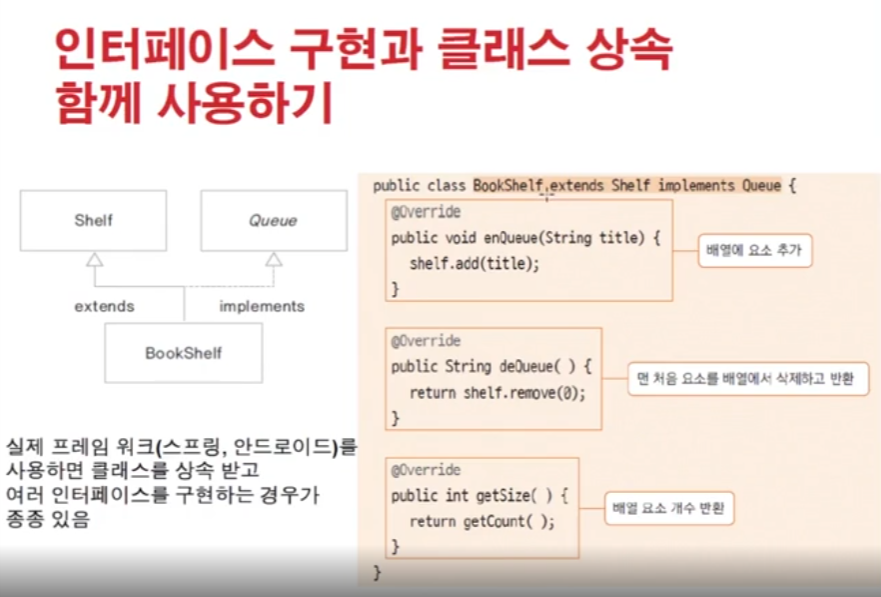 인터페이스 구현과 클래스 상속
함께 사용하기
Shelf
Queue
extends
implements
BookShelf
실제 프레임 워크(스프링, 안드로이드)를
사용하면 클래스를 상속 받고
여러 인터페이스를 구현하는 경우가
종종 있음
public class BookShelf extends Shelf implements Queue {
@Override
public void enQueue(String title) {
shelf.add(title);
}
배열에 요소 추가
@Override
public String deQueue( ) {
return shelf.remove(0);
}
맨 처음 요소를 배열에서 삭제하고 반환
@Override
public int getSize( ) {
return getCount( );
}
배열 요소 개수 반환
}